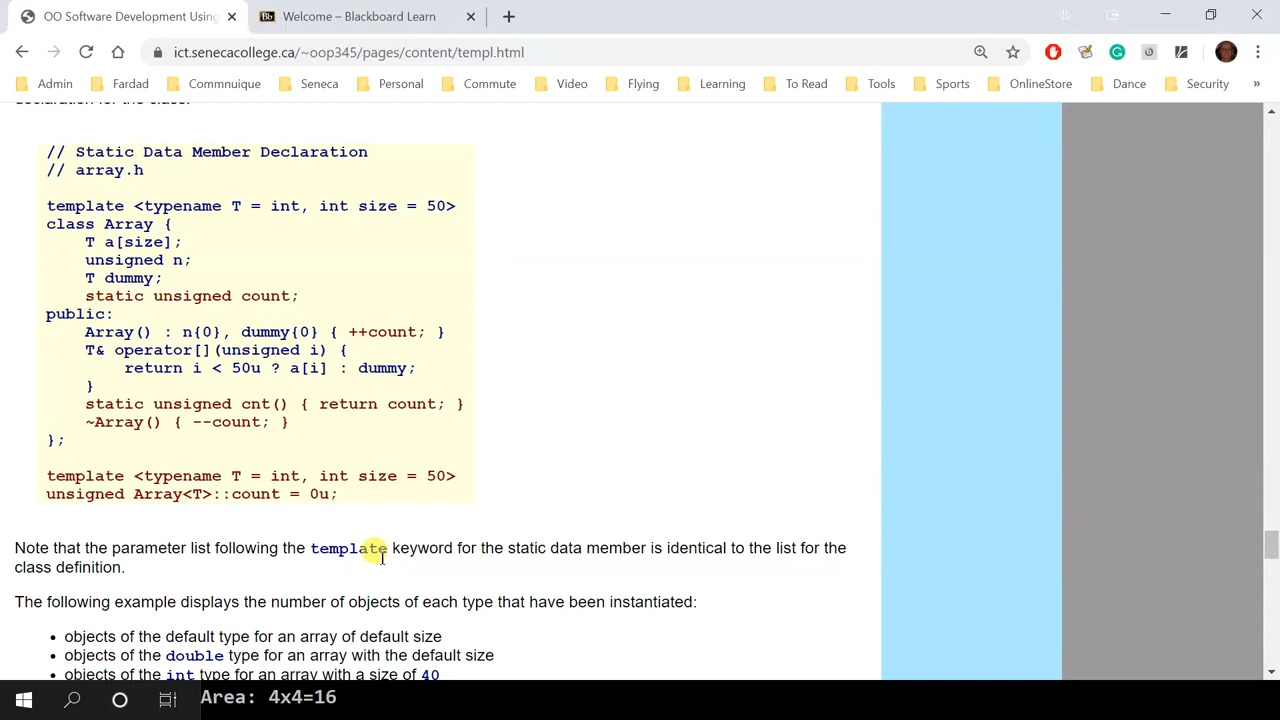 OO Software Development Using
Welcome – Blackboard Learn
ict.senecacollege.ca/~oop345/pages/content/templ.html
Admin
Fardad
Commnuique
Seneca
Personal
Commute
Video
Flying
Learning
To Read
Tools
Sports
OnlineStore
Dance
Security
»
declaration for the class.
// Static Data Member Declaration
// array.h
template <typename T = int, int size = 50>
class Array {
T a[size];
unsigned n;
T dummy;
static unsigned count;
public:
Array() : n{0}, dummy{0} { ++count; }
T& operator[](unsigned i) {
return i < 50u ? a[i] : dummy;
}
static unsigned cnt() { return count; }
~Array() { --count; }
};
template <typename T = int, int size = 50>
unsigned Array<T>::count = 0u;
Note that the parameter list following the template keyword for the static data member is identical to the list for the
class definition.
The following example displays the number of objects of each type that have been instantiated:
• objects of the default type for an array of default size
• objects of the double type for an array with the default size
• objects of the int type for an array with a size of 40
Area: 4x4=16